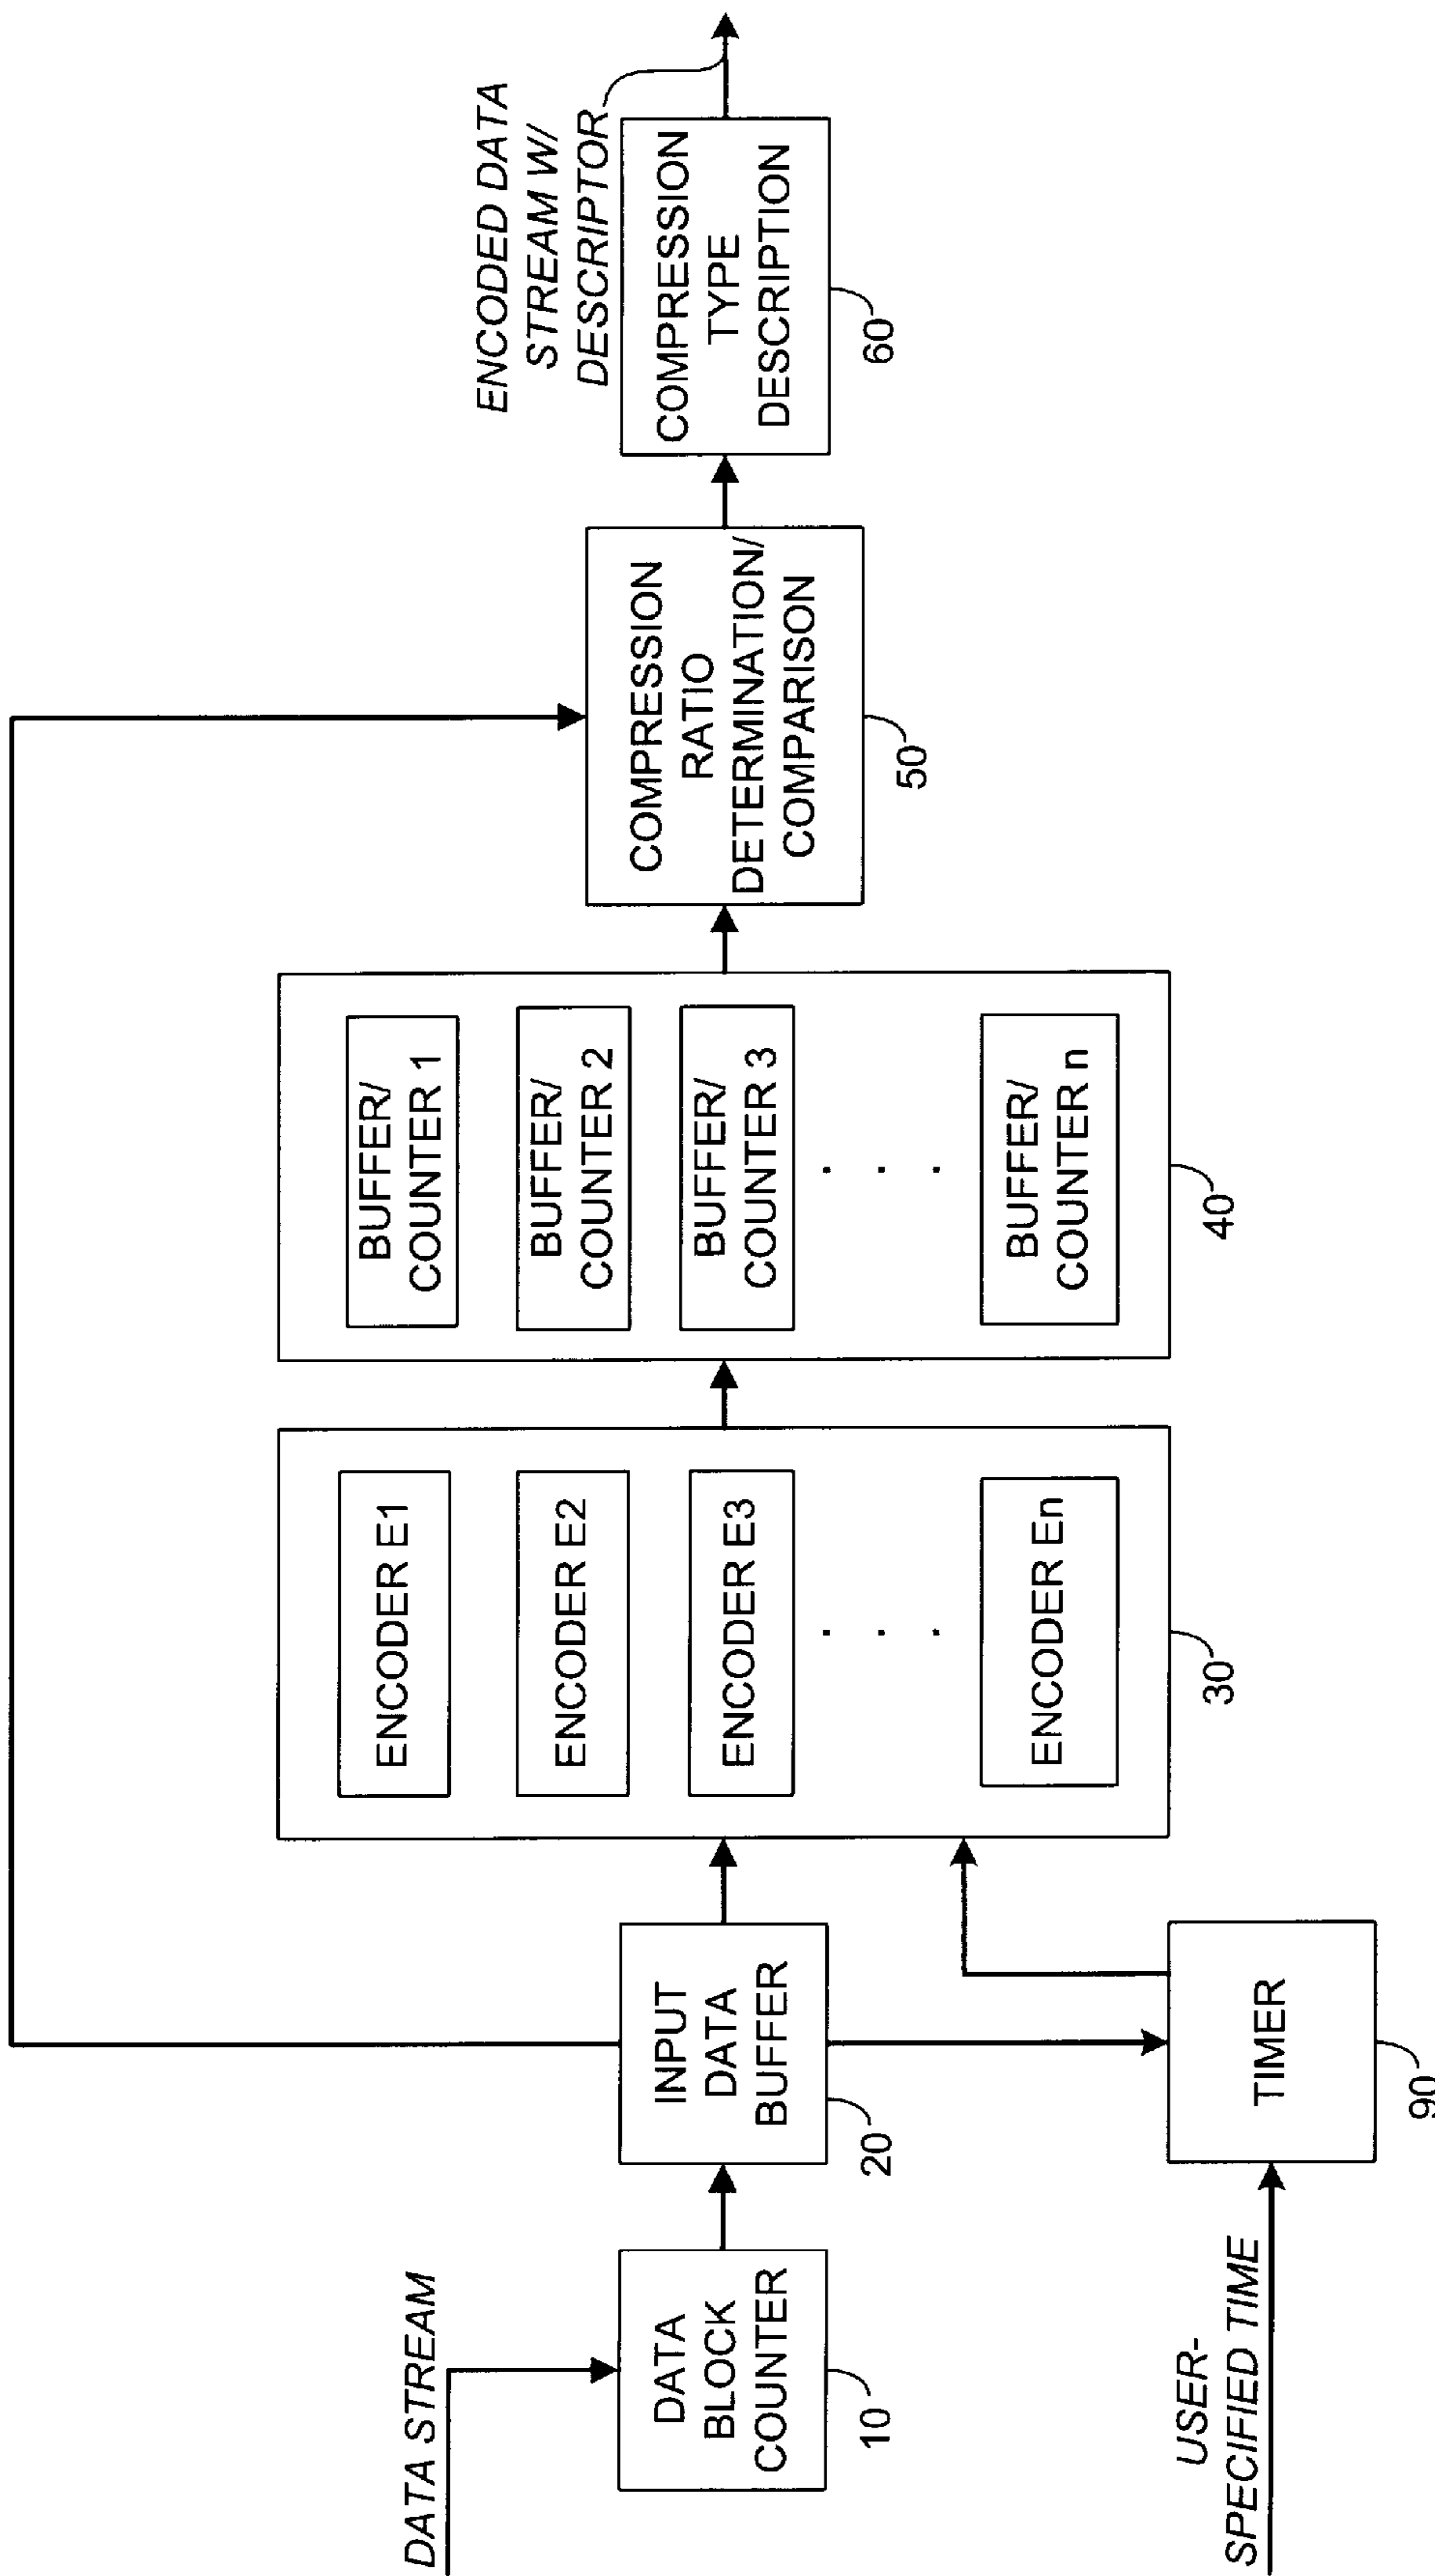 DATA STREAM
DATA
BLOCK
COUNTER
10
INPUT
DATA
BUFFER
20
USER-
SPECIFIED TIME
TIMER
90
ENCODER E1
ENCODER E2
ENCODER E3
. . .
ENCODER En
30
BUFFER/
COUNTER 1
BUFFER/
COUNTER 2
BUFFER/
COUNTER 3
. . .
BUFFER/
COUNTER n
40
COMPRESSION
RATIO
DETERMINATION/
COMPARISON
50
COMPRESSION
TYPE
DESCRIPTION
60
ENCODED DATA
STREAM W/
DESCRIPTOR